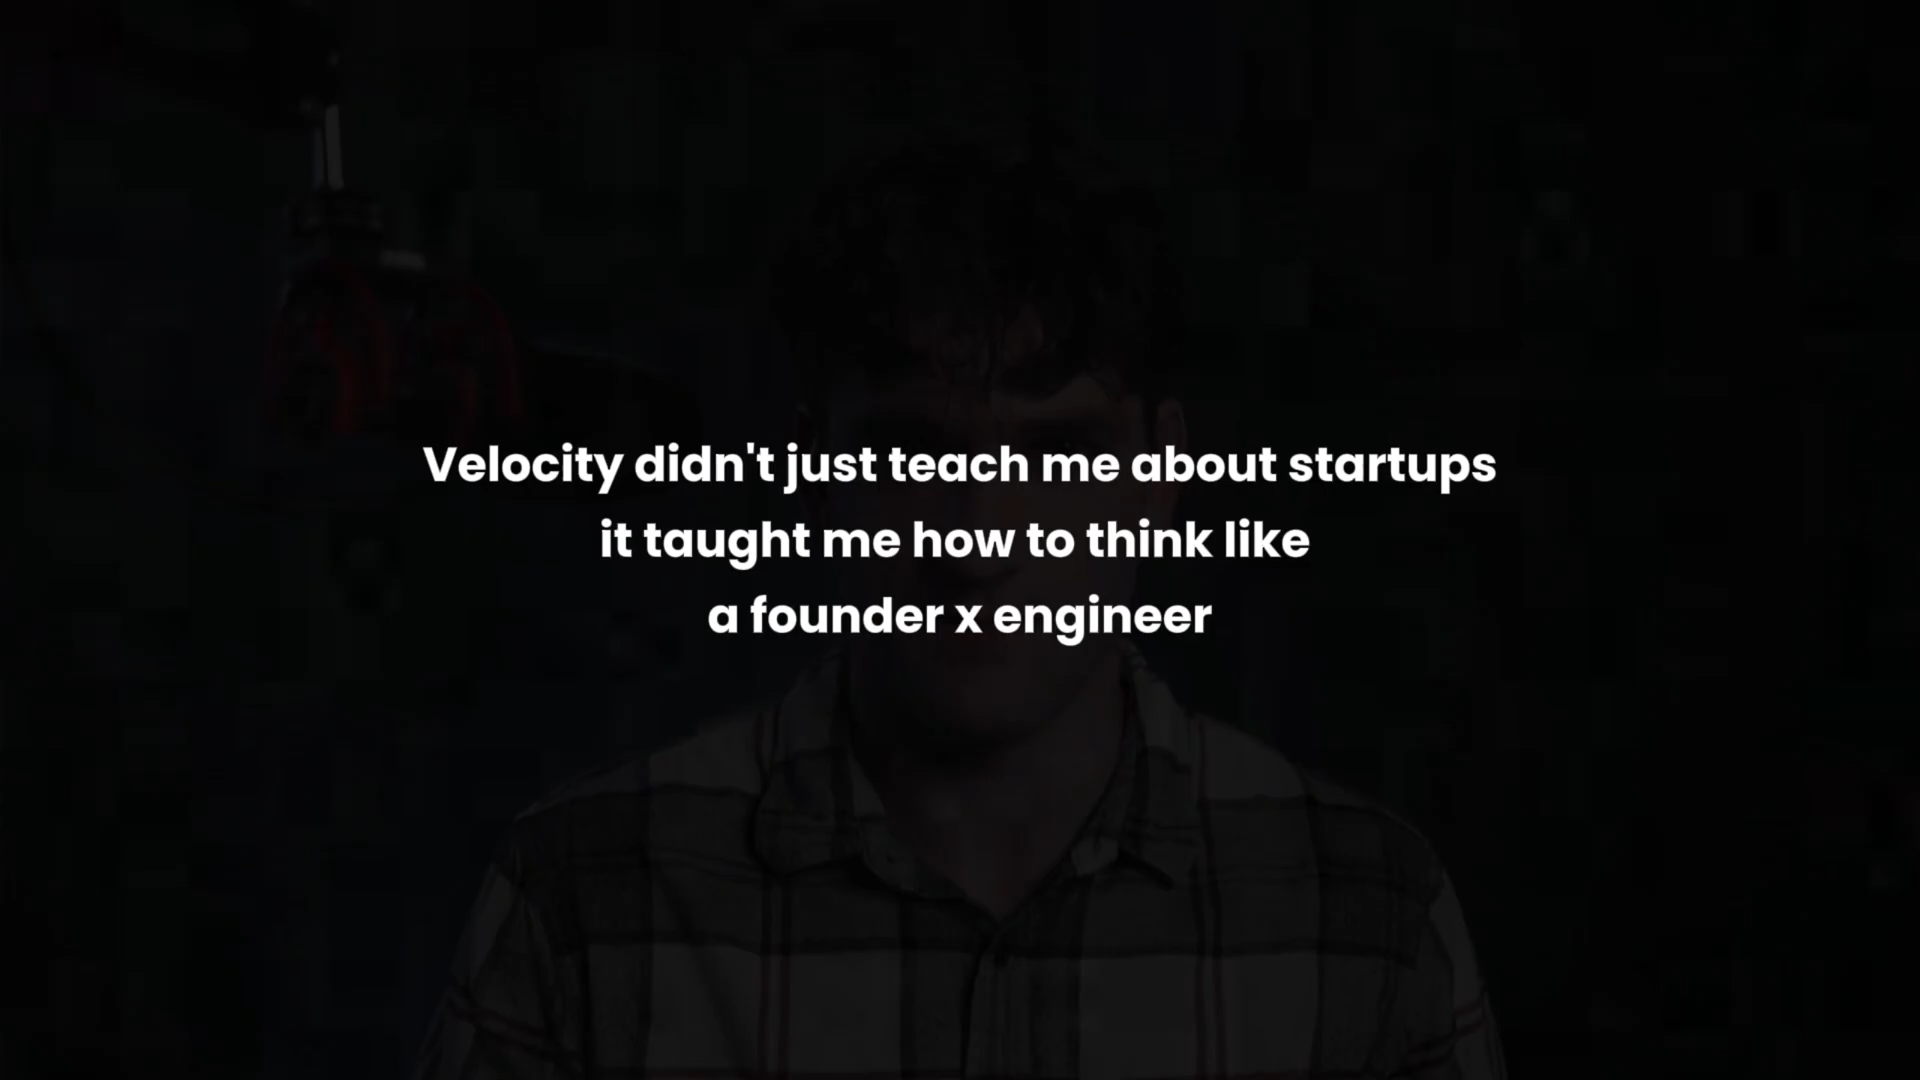 Velocity didn't just teach me about startups
it taught me how to think like
a founder x engineer